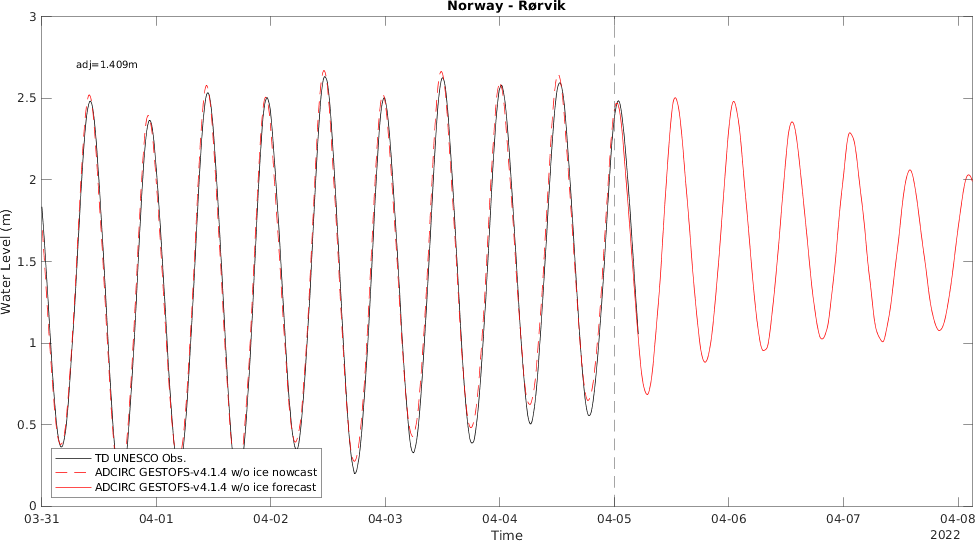 Norway - Rørvik
3
adj=1.409m
2.5
2
1.5
1
0.5
0
Water Level (m)
TD UNESCO Obs.
ADCIRC GESTOFS-v4.1.4 w/o ice nowcast
ADCIRC GESTOFS-v4.1.4 w/o ice forecast
03-31 04-01 04-02 04-03 04-04 04-05 04-06 04-07 04-08
Time
2022